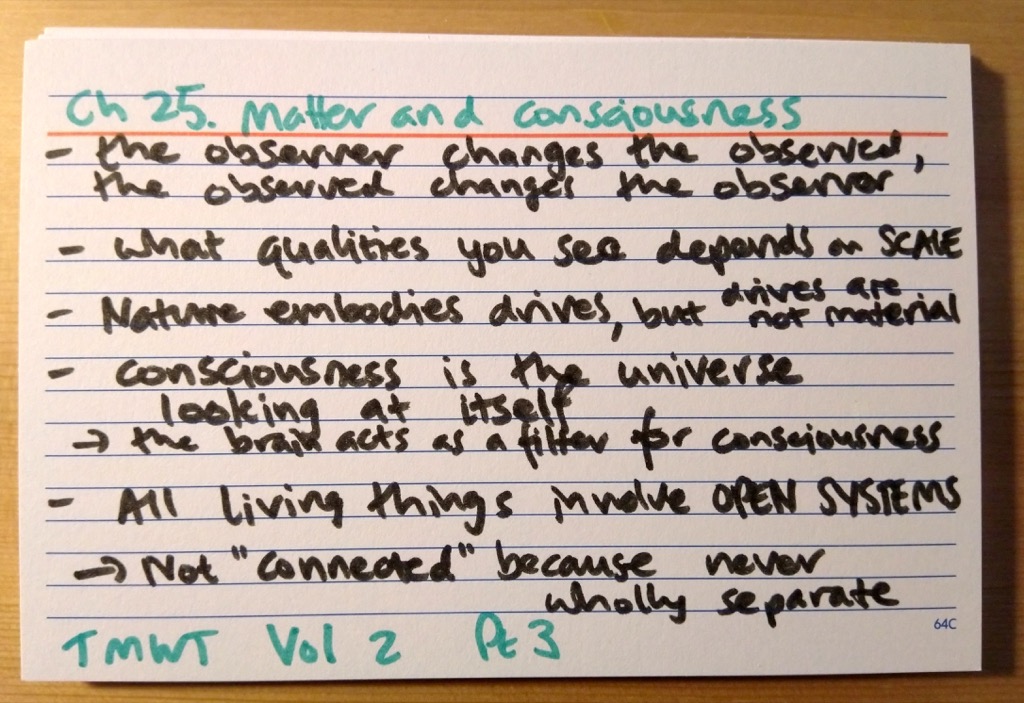 Ch 25. Matter and consciousness
- the observer changes the observed,
the observed changes the observor
- what qualities you see depends on SCALE
- Nature embodies drives, but drives are
not material
- consciousness is the universe
looking at itself
→ the brain acts as a filter for consciousness
- All living things involve OPEN SYSTEMS
→ Not "connected" because never
wholly separate
64C
TMWT Vol 2 Pt 3